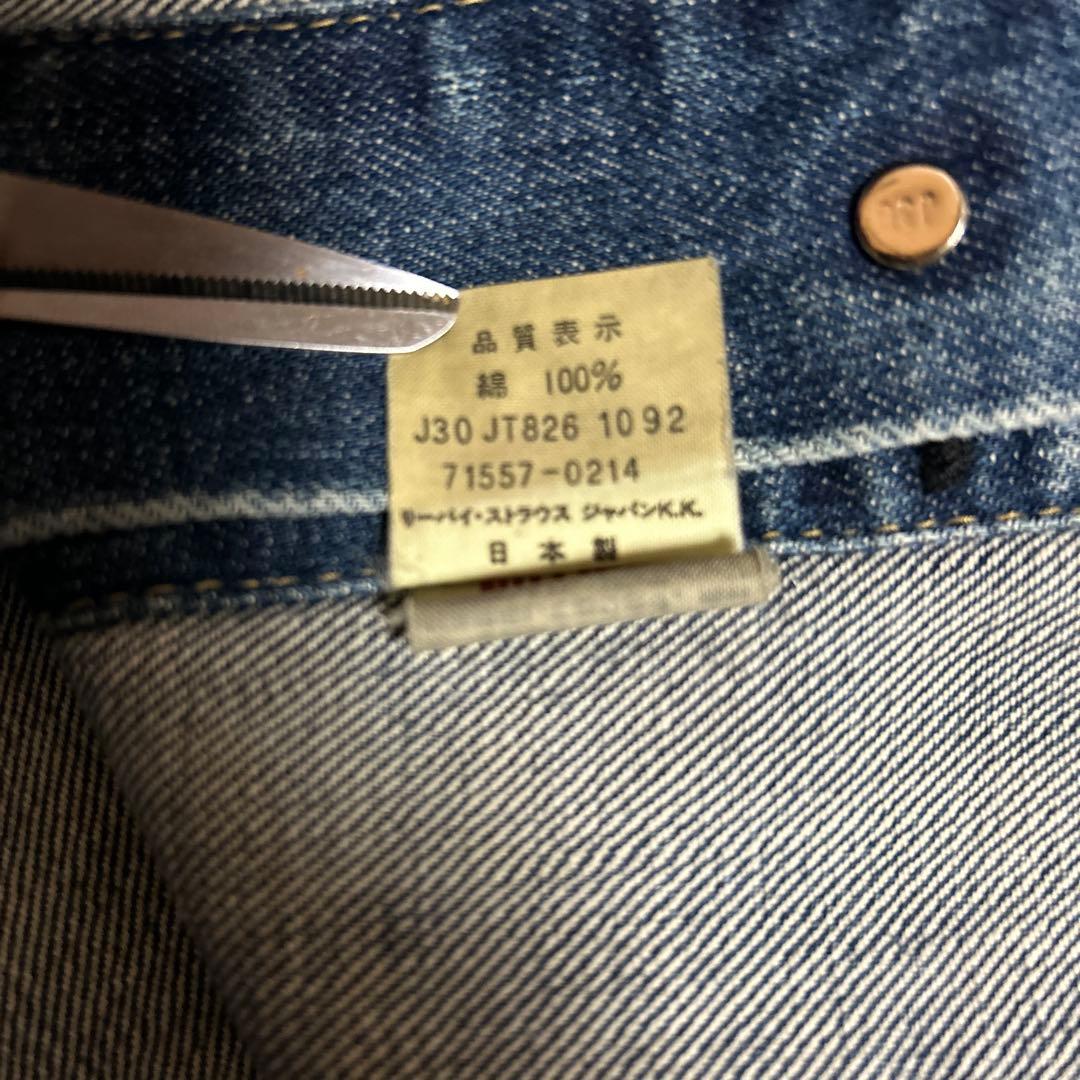 品質表示
綿 100%
J30 JT826 1092
71557-0214
リーバイ・ストラウス ジャパンK.K.
日本製